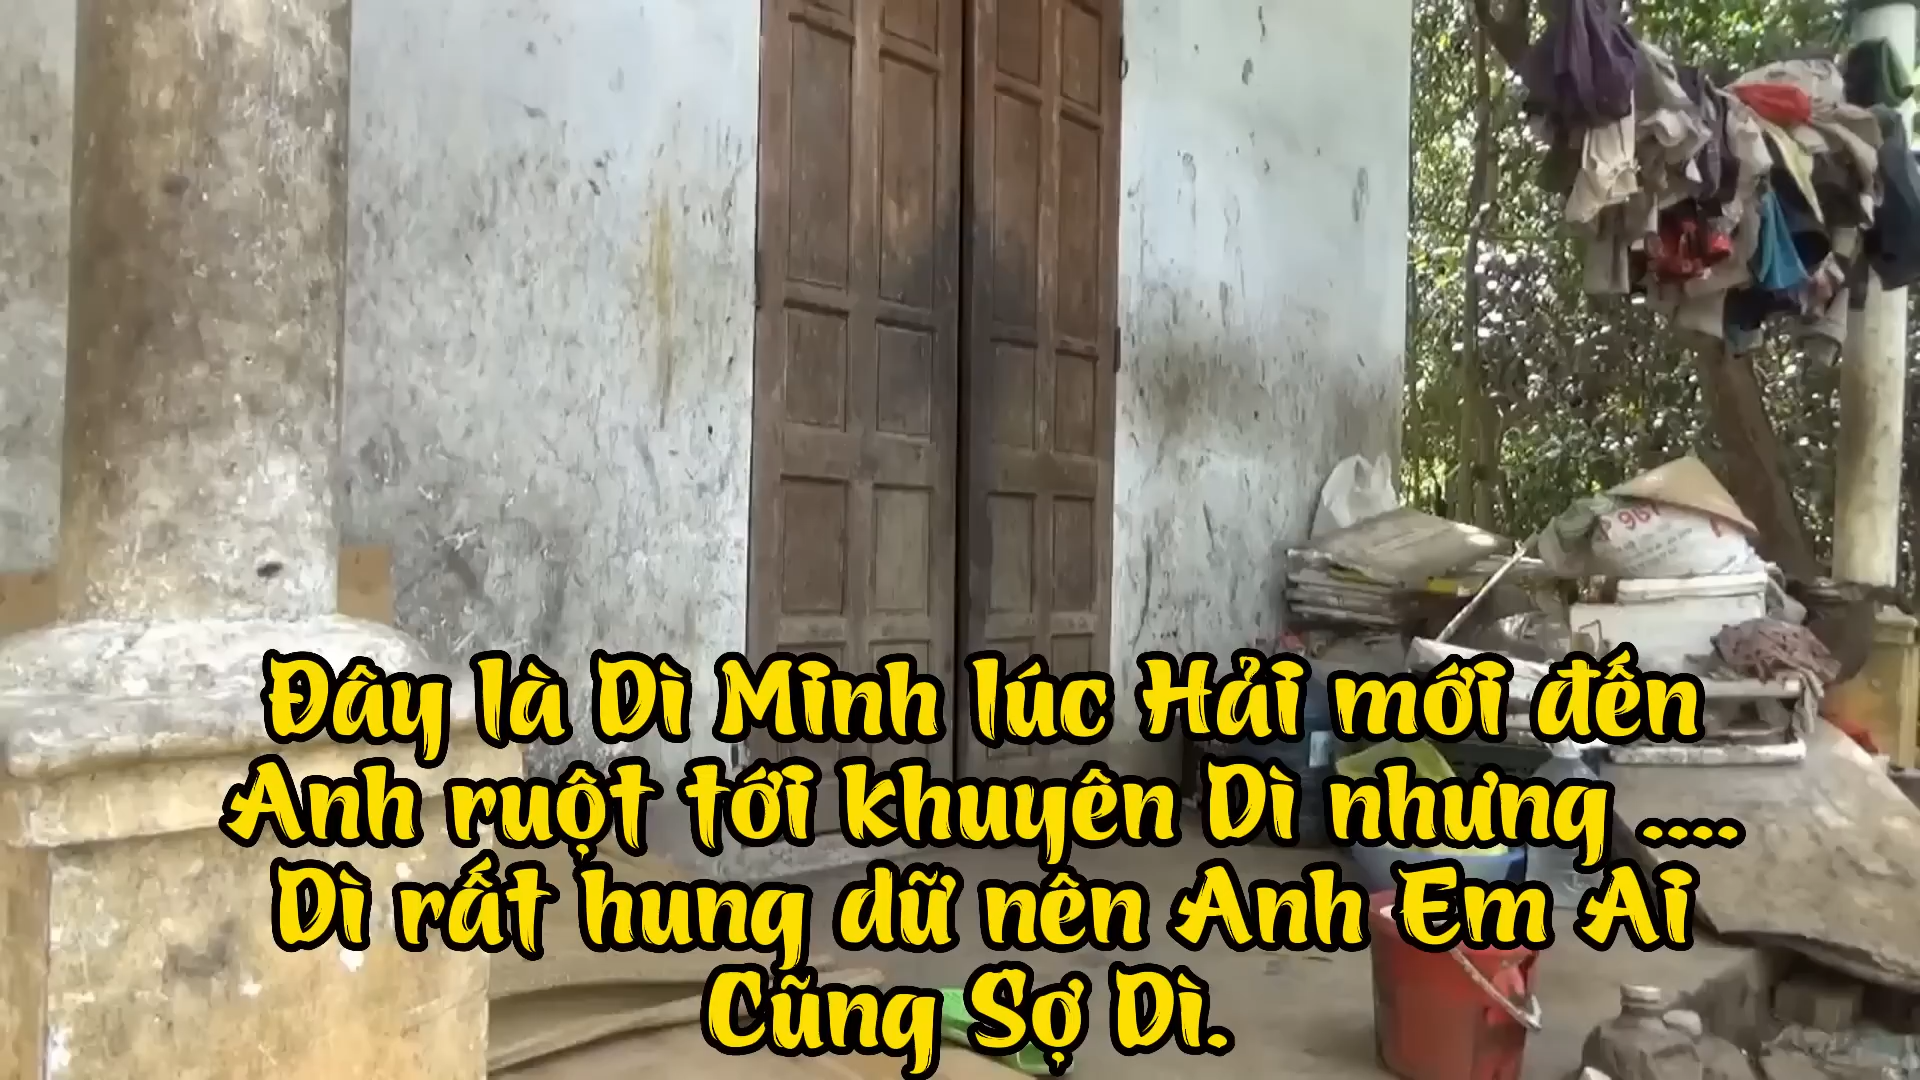 Đây là Dì Minh lúc Hải mới đến
Anh ruột tới khuyên Dì nhưng ....
Dì rất hung dữ nên Anh Em Ai
Cũng Sợ Dì.